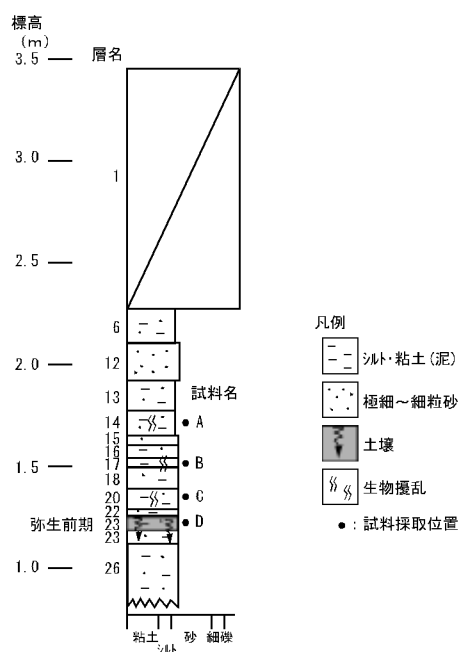 標高
(m)
層名
3.5
3.0
1
2.5
6
2.0
12
13
試料名
14
A
15
16
1.5
17
B
18
20
C
22
弥生前期
23
D
23
1.0
26
粘土
シルト
砂
細礫
凡例
シルト・粘土(泥)
極細～細粒砂
土壌
生物擾乱
●:試料採取位置